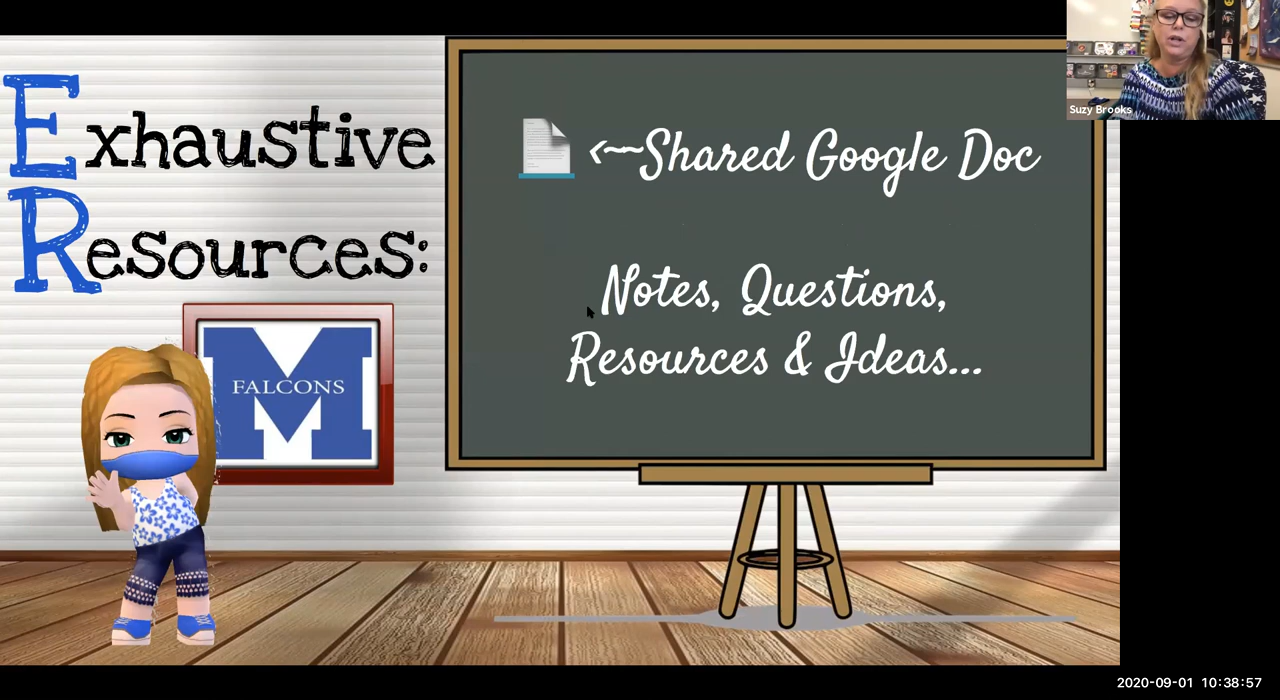 Exhaustive
Resources:
<~~Shared Google Doc
Notes, Questions,
Resources & Ideas...
FALCONS
M
Suzy Brooks
2020-09-01 10:38:57